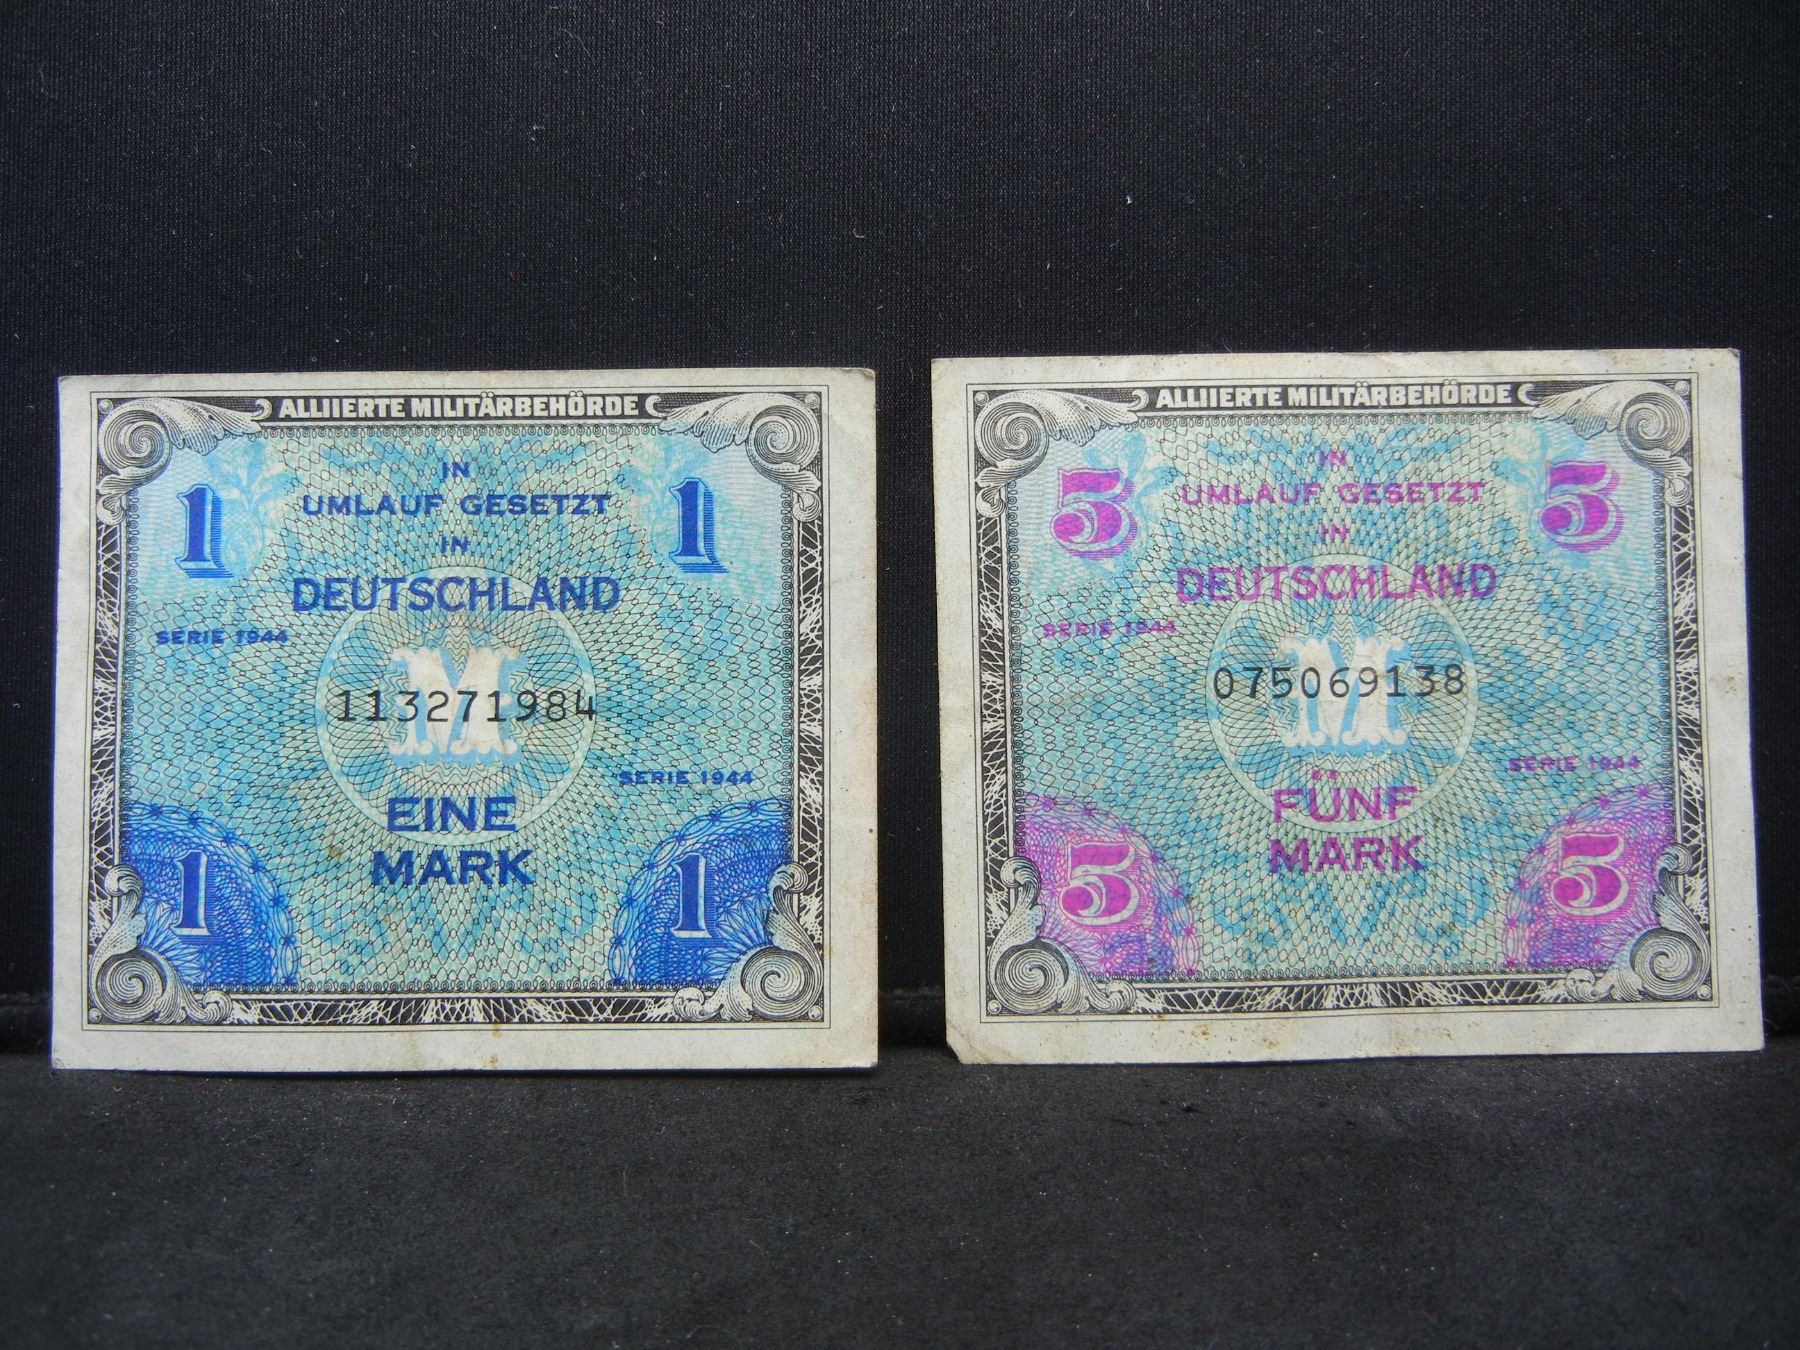 ALLIIERTE MILITÄRBEHÖRDE
IN
1 UMLAUF GESETZT 1
IN
DEUTSCHLAND
SERIE 1944
M
113271984
SERIE 1944
EINE
MARK
1 1
ALLIIERTE MILITÄRBEHÖRDE
IN
5 UMLAUF GESETZT 5
IN
DEUTSCHLAND
SERIE 1944
M
075069138
SERIE 1944
FÜNF
MARK
5 5